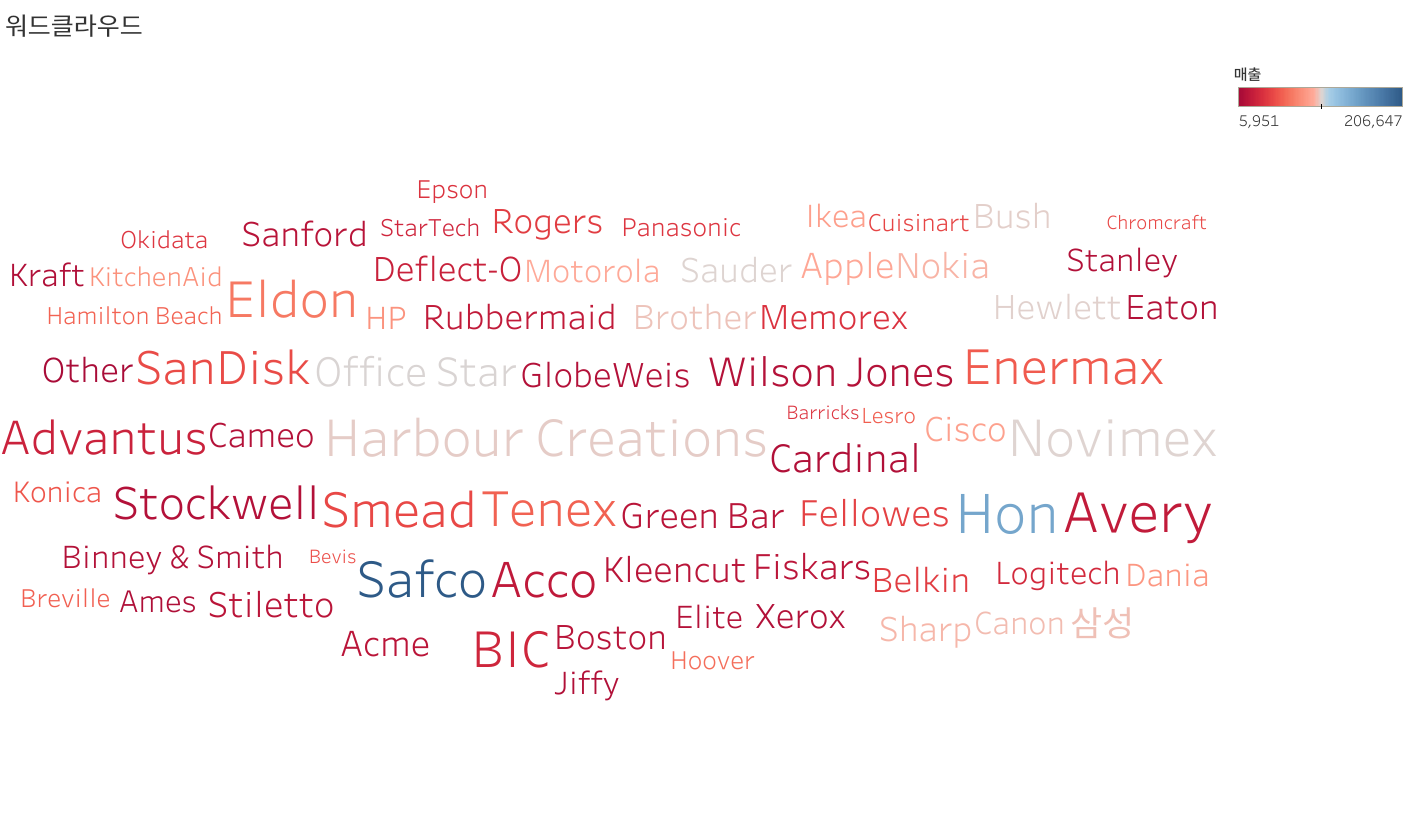 워드클라우드
매출
5,951 206,647
Epson
Okidata Sanford StarTech Rogers Panasonic Ikea Cuisinart Bush Chromcraft
Kraft KitchenAid Deflect-O Motorola Sauder Apple Nokia Stanley
Hamilton Beach Eldon HP Rubbermaid Brother Memorex Hewlett Eaton
Other SanDisk Office Star GlobeWeis Wilson Jones Enermax
Barricks Lesro
Advantus Cameo Harbour Creations Cardinal Cisco Novimex
Konica Stockwell Smead Tenex Green Bar Fellowes Hon Avery
Binney & Smith Bevis Safco Acco Kleencut Fiskars Belkin Logitech Dania
Breville Ames Stiletto Elite Xerox Sharp Canon 삼성
Acme BIC Boston Hoover
Jiffy